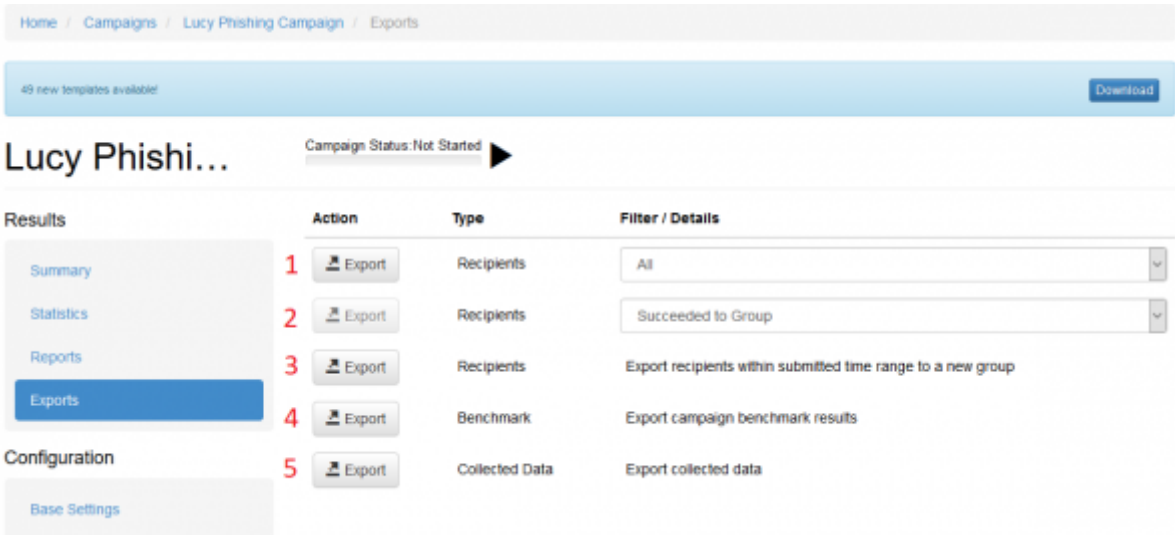 Home / Campaigns / Lucy Phishing Campaign / Exports
49 new templates available!
Download
Lucy Phishi...
Campaign Status:Not Started
Results
Summary
Statistics
Reports
Exports
Configuration
Base Settings
Action Type Filter / Details
1 Export Recipients All
2 Export Recipients Succeeded to Group
3 Export Recipients Export recipients within submitted time range to a new group
4 Export Benchmark Export campaign benchmark results
5 Export Collected Data Export collected data